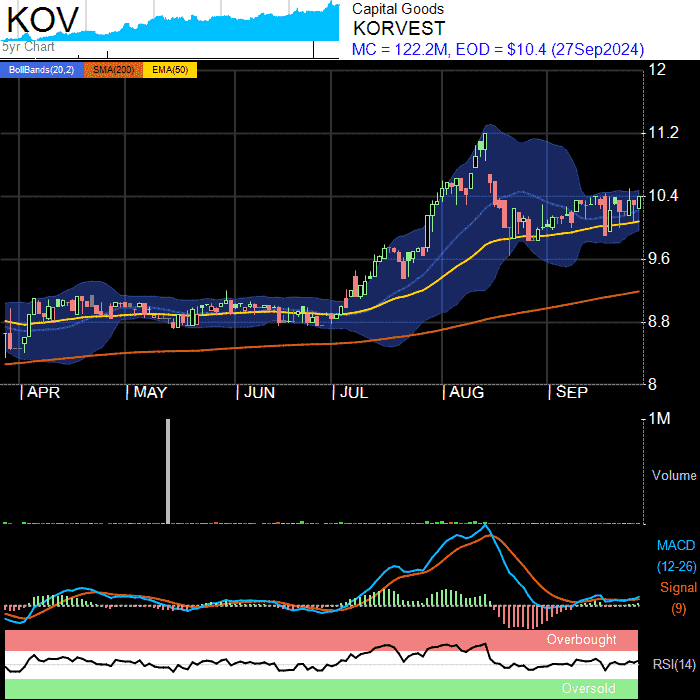 KOV
5yr Chart
Capital Goods
KORVEST
MC = 122.2M, EOD = $10.4 (27Sep2024)
BollBands(20,2) SMA(200) EMA(50)
12
11.2
10.4
9.6
8.8
8
APR MAY JUN JUL AUG SEP
1M
Volume
MACD
(12-26)
Signal
(9)
Overbought
RSI(14)
Oversold